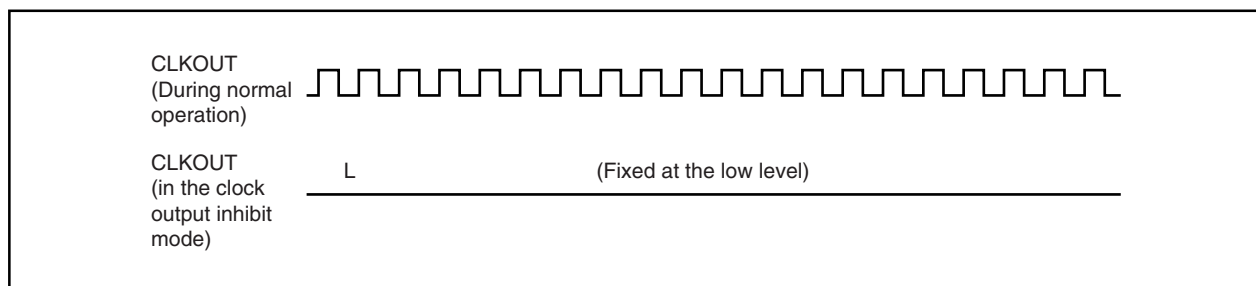 CLKOUT
(During normal
operation)
CLKOUT
(in the clock
output inhibit
mode)
L
(Fixed at the low level)